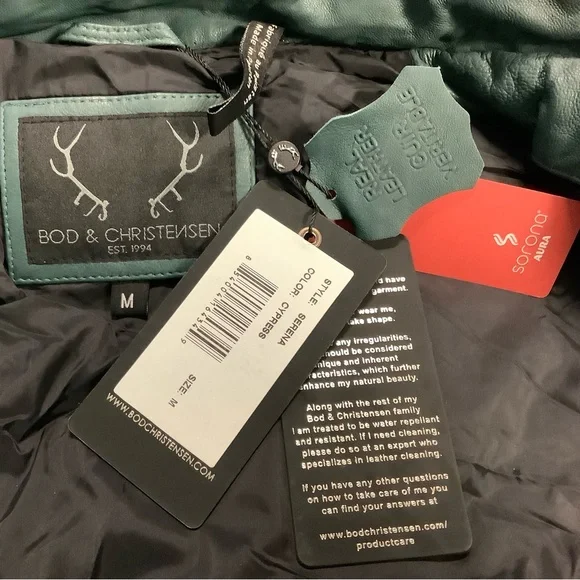 BOD & CHRISTENSEN
EST. 1994
M
Made in
REAL
LEATHER
CUIR
VERITABLE
sorona
AURA
STYLE: SERENA
COLOR: CYPRESS
SIZE: M
WWW.BODCHRISTENSEN.COM
have
garment.
wear me,
take shape.
any irregularities,
should be considered
unique and inherent
characteristics, which further
enhance my natural beauty.
Along with the rest of my
Bod & Christensen family
I am treated to be water repellant
and resistant. If I need cleaning,
please do so at an expert who
specializes in leather cleaning.
If you have any other questions
on how to take care of me you
can find your answers at
www.bodchristensen.com/
productcare